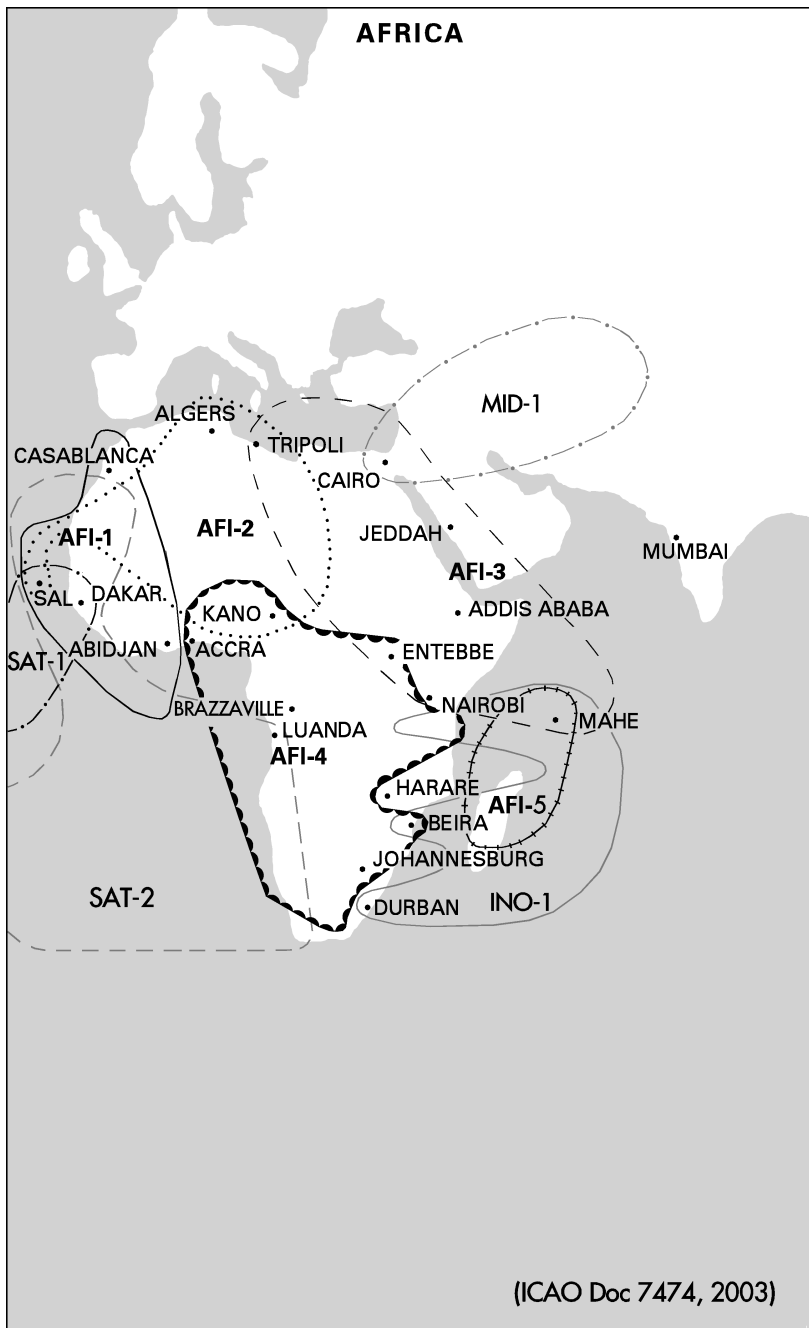 AFRICA
MID-1
ALGERS
TRIPOLI
CASABLANCA
CAIRO
AFI-1
AFI-2
JEDDAH
MUMBAI
AFI-3
SAL
DAKAR
KANO
ADDIS ABABA
SAT-1
ABIDJAN
ACCRA
ENTEBBE
BRAZZAVILLE
NAIROBI
MAHE
LUANDA
AFI-4
HARARE
AFI-5
BEIRA
JOHANNESBURG
SAT-2
INO-1
DURBAN
(ICAO Doc 7474, 2003)